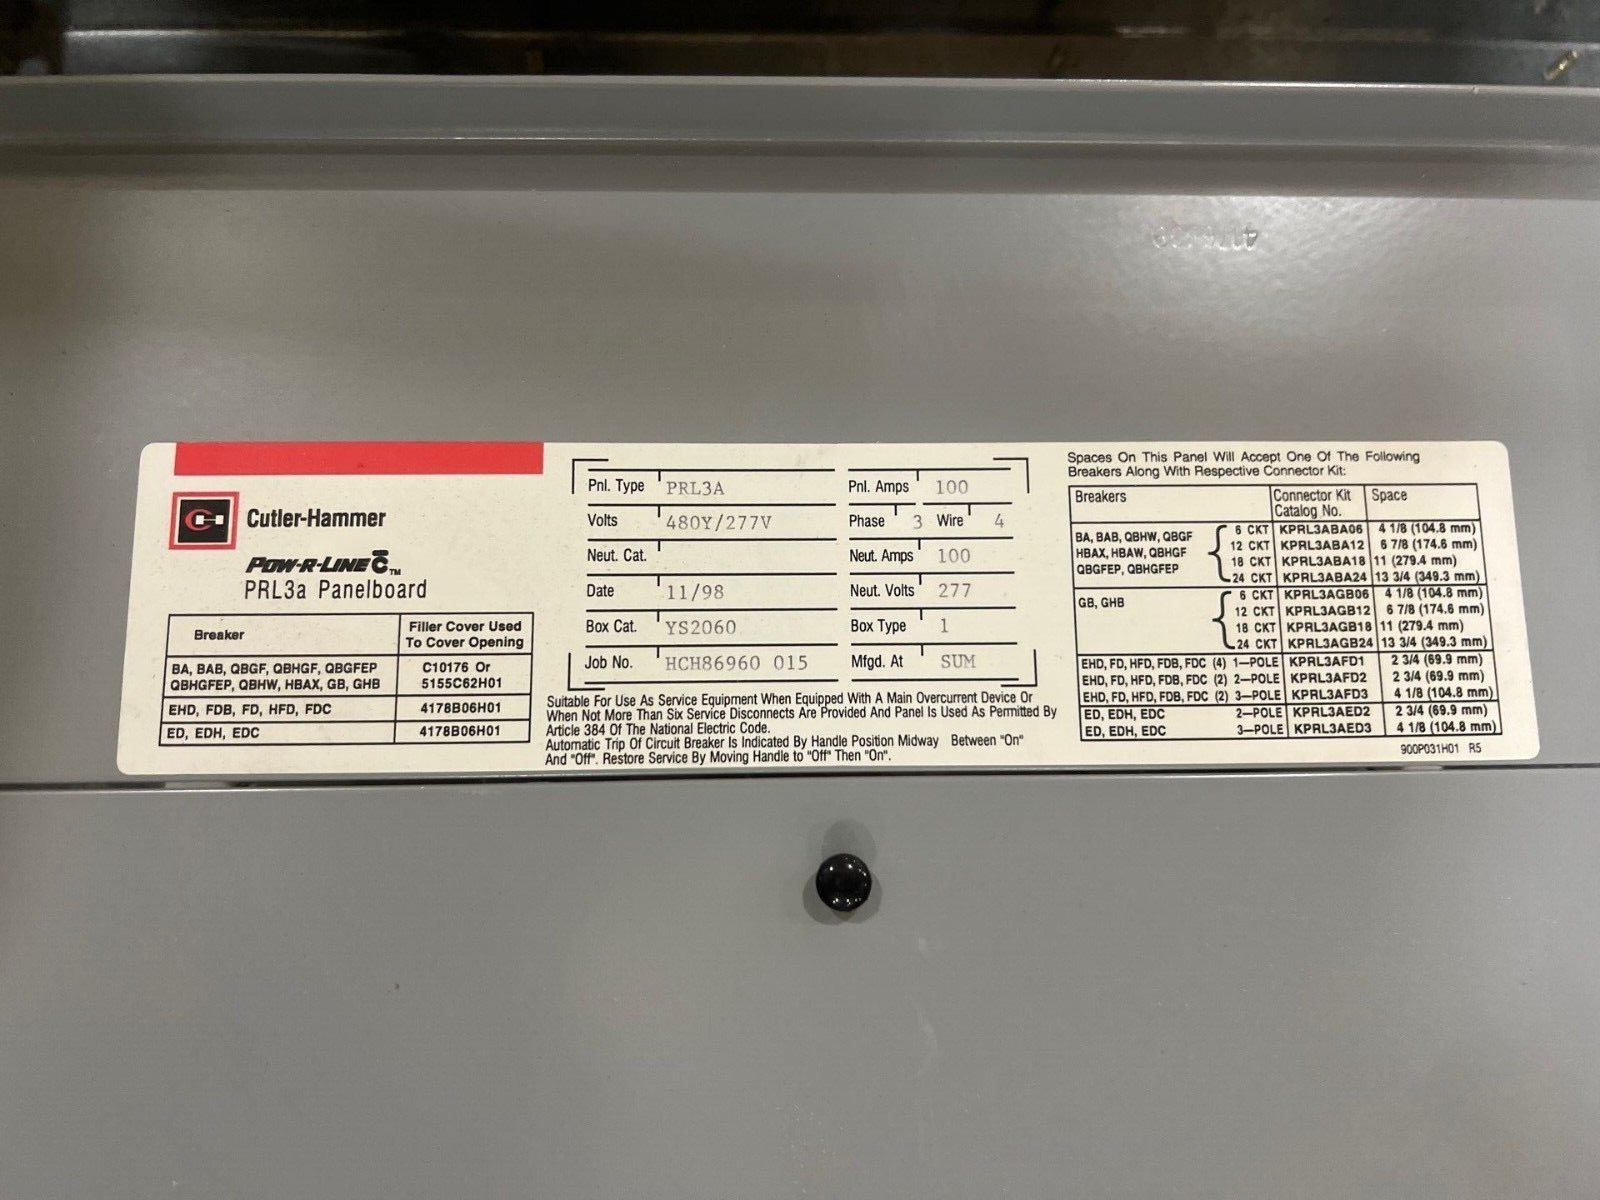 Cutler-Hammer
POW-R-LINE C™
PRL3a Panelboard
Breaker Filler Cover Used To Cover Opening
BA, BAB, QBGF, QBHGF, QBGFEP C10176 Or
QBHGFEP, QBHW, HBAX, GB, GHB 5155C62H01
EHD, FDB, FD, HFD, FDC 4178B06H01
ED, EDH, EDC 4178B06H01
Pnl. Type PRL3A Pnl. Amps 100
Volts 480Y/277V Phase 3 Wire 4
Neut. Cat. Neut. Amps 100
Date 11/98 Neut. Volts 277
Box Cat. YS2060 Box Type 1
Job No. HCH86960 015 Mfgd. At SUM
Suitable For Use As Service Equipment When Equipped With A Main Overcurrent Device Or
When Not More Than Six Service Disconnects Are Provided And Panel Is Used As Permitted By
Article 384 Of The National Electric Code.
Automatic Trip Of Circuit Breaker Is Indicated By Handle Position Midway Between "On"
And "Off". Restore Service By Moving Handle to "Off" Then "On".
Spaces On This Panel Will Accept One Of The Following
Breakers Along With Respective Connector Kit:
Breakers Connector Kit Catalog No. Space
BA, BAB, QBHW, QBGF
HBAX, HBAW, QBHGF
QBGFEP, QBHGFEP
6 CKT KPRL3ABA06 4 1/8 (104.8 mm)
12 CKT KPRL3ABA12 6 7/8 (174.6 mm)
18 CKT KPRL3ABA18 11 (279.4 mm)
24 CKT KPRL3ABA24 13 3/4 (349.3 mm)
GB, GHB
6 CKT KPRL3AGB06 4 1/8 (104.8 mm)
12 CKT KPRL3AGB12 6 7/8 (174.6 mm)
18 CKT KPRL3AGB18 11 (279.4 mm)
24 CKT KPRL3AGB24 13 3/4 (349.3 mm)
EHD, FD, HFD, FDB, FDC (4) 1—POLE KPRL3AFD1 2 3/4 (69.9 mm)
EHD, FD, HFD, FDB, FDC (2) 2—POLE KPRL3AFD2 2 3/4 (69.9 mm)
EHD, FD, HFD, FDB, FDC (2) 3—POLE KPRL3AFD3 4 1/8 (104.8 mm)
ED, EDH, EDC 2—POLE KPRL3AED2 2 3/4 (69.9 mm)
ED, EDH, EDC 3—POLE KPRL3AED3 4 1/8 (104.8 mm)
900P031H01 R5